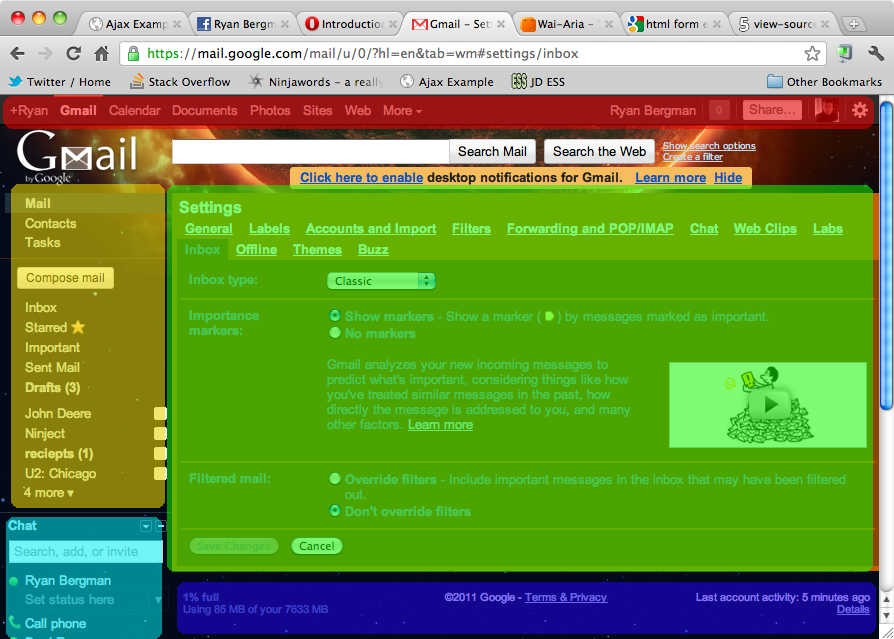 Ajax Examp
Ryan Bergm
Introductio
Gmail - Set
Wai-Aria -
html form e
view-sourc
https://mail.google.com/mail/u/0/?hl=en&tab=wm#settings/inbox
Twitter / Home
Stack Overflow
Ninjawords - a really
Ajax Example
JD ESS
Other Bookmarks
+Ryan Gmail Calendar Documents Photos Sites Web More
Ryan Bergman 0 Share...
Gmail
by Google
Search Mail
Search the Web
Show search options
Create a filter
Click here to enable desktop notifications for Gmail. Learn more Hide
Mail
Contacts
Tasks
Compose mail
Inbox
Starred
Important
Sent Mail
Drafts (3)
John Deere
Ninject
reciepts (1)
U2: Chicago
4 more ▾
Chat
Search, add, or invite
Ryan Bergman
Set status here
Call phone
Settings
General Labels Accounts and Import Filters Forwarding and POP/IMAP Chat Web Clips Labs
Inbox Offline Themes Buzz
Inbox type:
Classic
Importance
markers:
Show markers - Show a marker ( ) by messages marked as important.
No markers
Gmail analyzes your new incoming messages to
predict what's important, considering things like how
you've treated similar messages in the past, how
directly the message is addressed to you, and many
other factors. Learn more
Filtered mail:
Override filters - Include important messages in the inbox that may have been filtered
out.
Don't override filters
Save Changes
Cancel
1% full
Using 85 MB of your 7633 MB
©2011 Google - Terms & Privacy
Last account activity: 5 minutes ago
Details